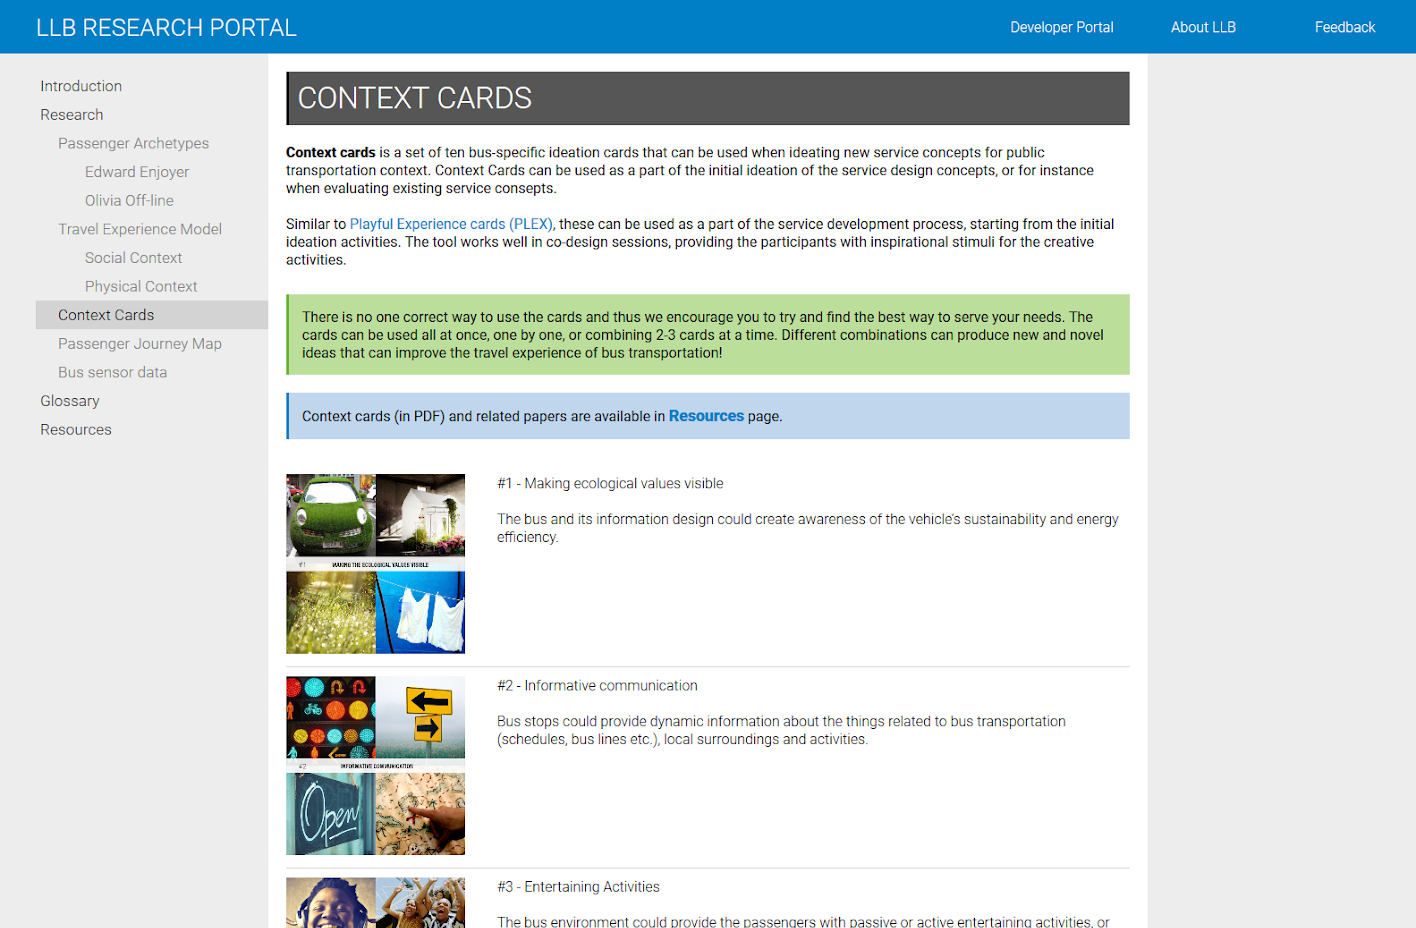 LLB RESEARCH PORTAL
Developer Portal
About LLB
Feedback
Introduction
Research
Passenger Archetypes
Edward Enjoyer
Olivia Off-line
Travel Experience Model
Social Context
Physical Context
Context Cards
Passenger Journey Map
Bus sensor data
Glossary
Resources
CONTEXT CARDS
Context cards is a set of ten bus-specific ideation cards that can be used when ideating new service concepts for public
transportation context. Context Cards can be used as a part of the initial ideation of the service design concepts, or for instance
when evaluating existing service consepts.
Similar to Playful Experience cards (PLEX), these can be used as a part of the service development process, starting from the initial
ideation activities. The tool works well in co-design sessions, providing the participants with inspirational stimuli for the creative
activities.
There is no one correct way to use the cards and thus we encourage you to try and find the best way to serve your needs. The
cards can be used all at once, one by one, or combining 2-3 cards at a time. Different combinations can produce new and novel
ideas that can improve the travel experience of bus transportation!
Context cards (in PDF) and related papers are available in Resources page.
#1 MAKING THE ECOLOGICAL VALUES VISIBLE
#1 - Making ecological values visible
The bus and its information design could create awareness of the vehicle's sustainability and energy
efficiency.
#2 INFORMATIVE COMMUNICATION
Open
#2 - Informative communication
Bus stops could provide dynamic information about the things related to bus transportation
(schedules, bus lines etc.), local surroundings and activities.
#3 - Entertaining Activities
The bus environment could provide the passengers with passive or active entertaining activities, or